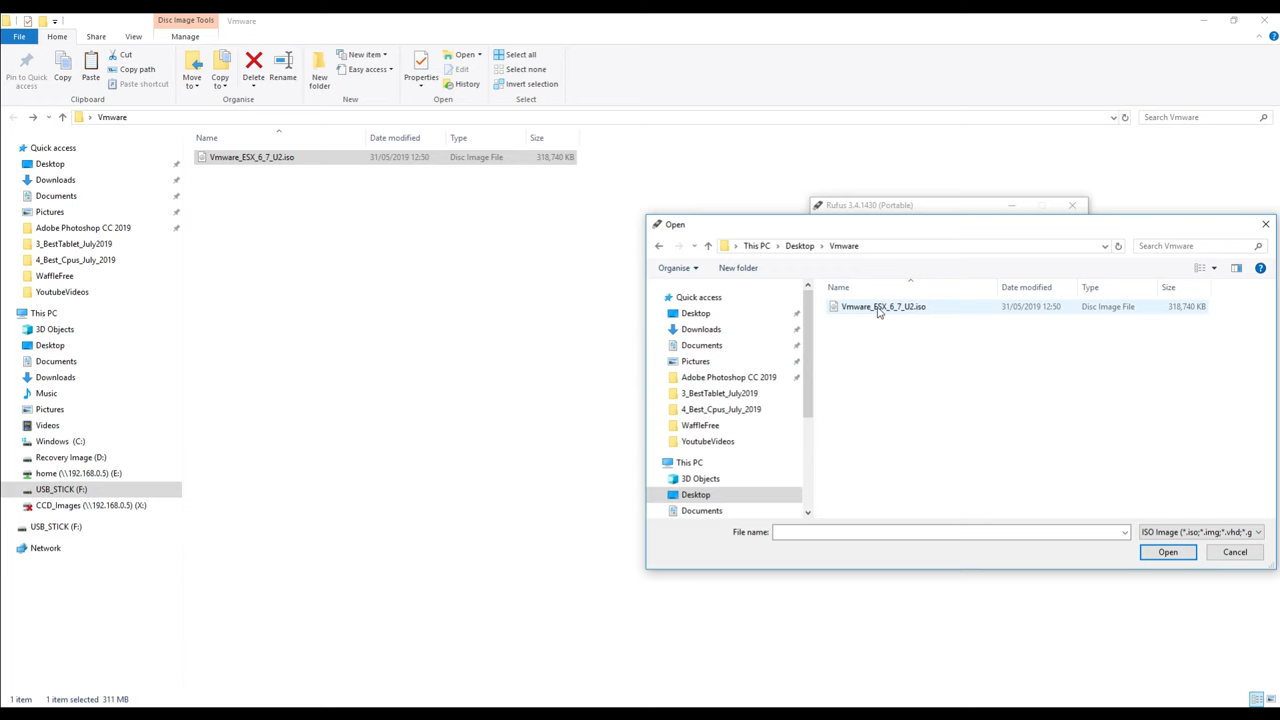 Disc Image Tools
Vmware
File
Home
Share
View
Manage
Pin to Quick
access
Copy
Paste
Cut
Copy path
Paste shortcut
Clipboard
Move
to
Copy
to
Delete
Rename
Organise
New item
Easy access
New
folder
New
Properties
Open
Edit
History
Open
Select all
Select none
Invert selection
Select
Vmware
Search Vmware
Quick access
Desktop
Downloads
Documents
Pictures
Adobe Photoshop CC 2019
3_BestTablet_July2019
4_Best_Cpus_July_2019
WaffleFree
YoutubeVideos
This PC
3D Objects
Desktop
Documents
Downloads
Music
Pictures
Videos
Windows (C:)
Recovery Image (D:)
home (\\192.168.0.5) (E:)
USB_STICK (F:)
CCD_Images (\\192.168.0.5) (X:)
USB_STICK (F:)
Network
Name Date modified Type Size
Vmware_ESX_6_7_U2.iso 31/05/2019 12:50 Disc Image File 318,740 KB
Rufus 3.4.1430 (Portable)
Open
This PC > Desktop > Vmware
Search Vmware
Organise
New folder
Quick access
Desktop
Downloads
Documents
Pictures
Adobe Photoshop CC 2019
3_BestTablet_July2019
4_Best_Cpus_July_2019
WaffleFree
YoutubeVideos
This PC
3D Objects
Desktop
Documents
Name Date modified Type Size
Vmware_ESX_6_7_U2.iso 31/05/2019 12:50 Disc Image File 318,740 KB
File name:
ISO Image (*.iso;*.img;*.vhd;*.g
Open
Cancel
1 item 1 item selected 311 MB